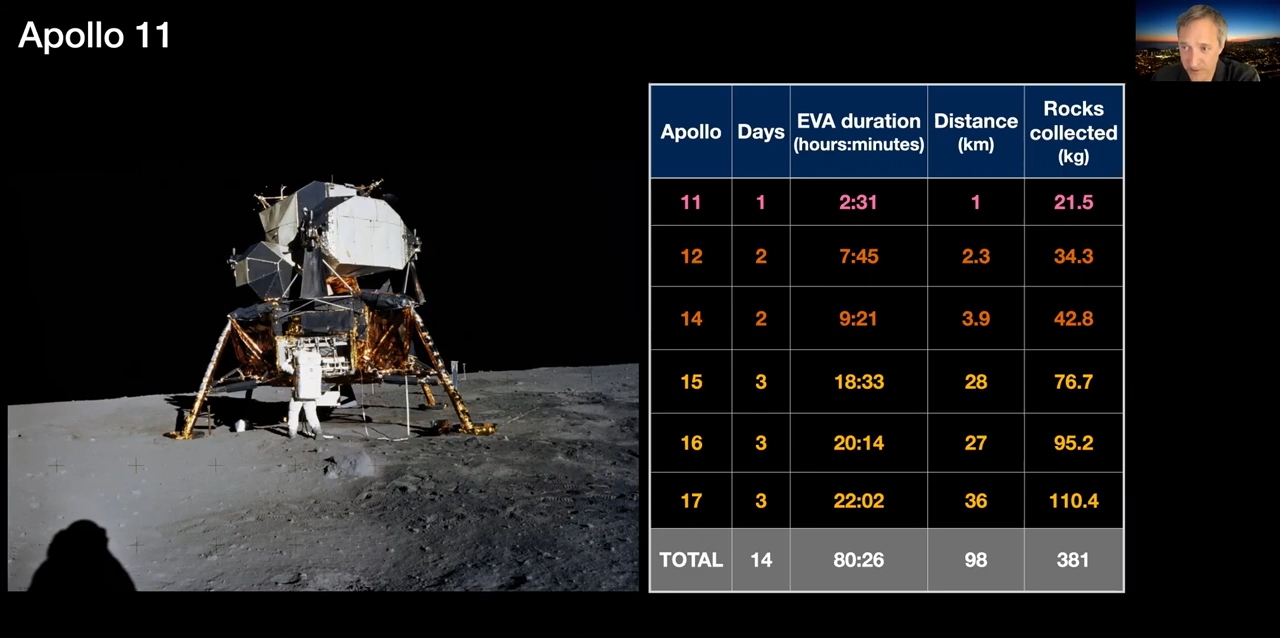 Apollo 11
Apollo Days EVA duration (hours:minutes) Distance (km) Rocks collected (kg)
11 1 2:31 1 21.5
12 2 7:45 2.3 34.3
14 2 9:21 3.9 42.8
15 3 18:33 28 76.7
16 3 20:14 27 95.2
17 3 22:02 36 110.4
TOTAL 14 80:26 98 381